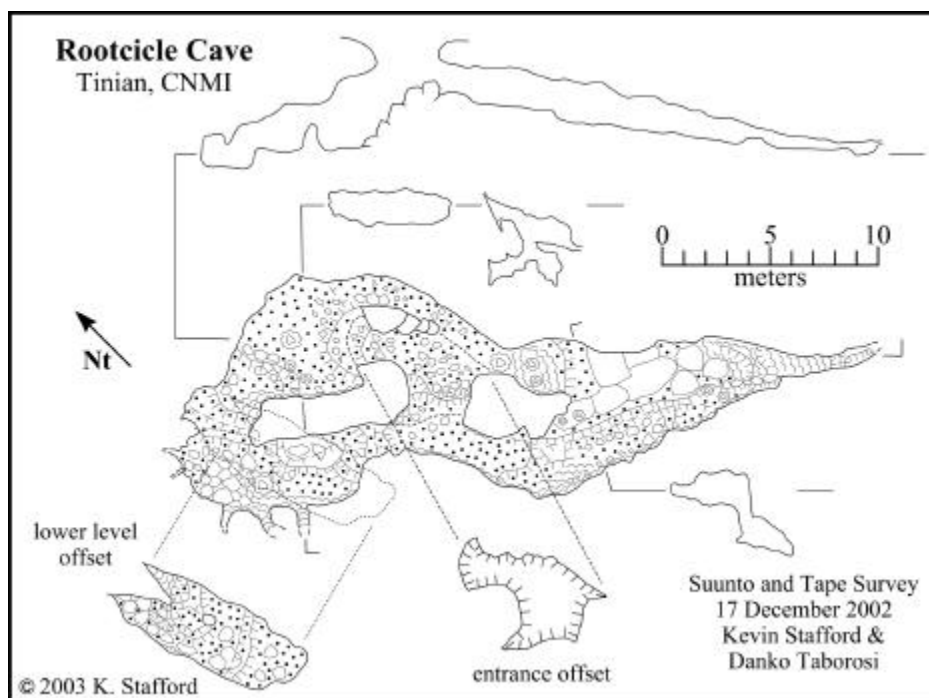 Rootcicle Cave
Tinian, CNMI
0 5 10
meters
Nt
lower level
offset
entrance offset
Suunto and Tape Survey
17 December 2002
Kevin Stafford &
Danko Taborosi
© 2003 K. Stafford